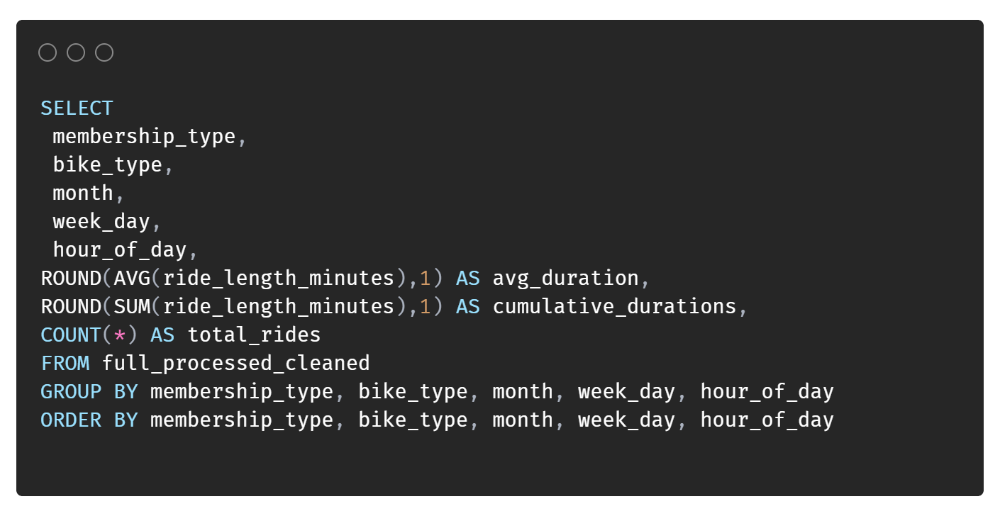 SELECT
 membership_type,
 bike_type,
 month,
 week_day,
 hour_of_day,
ROUND(AVG(ride_length_minutes),1) AS avg_duration,
ROUND(SUM(ride_length_minutes),1) AS cumulative_durations,
COUNT(*) AS total_rides
FROM full_processed_cleaned
GROUP BY membership_type, bike_type, month, week_day, hour_of_day
ORDER BY membership_type, bike_type, month, week_day, hour_of_day